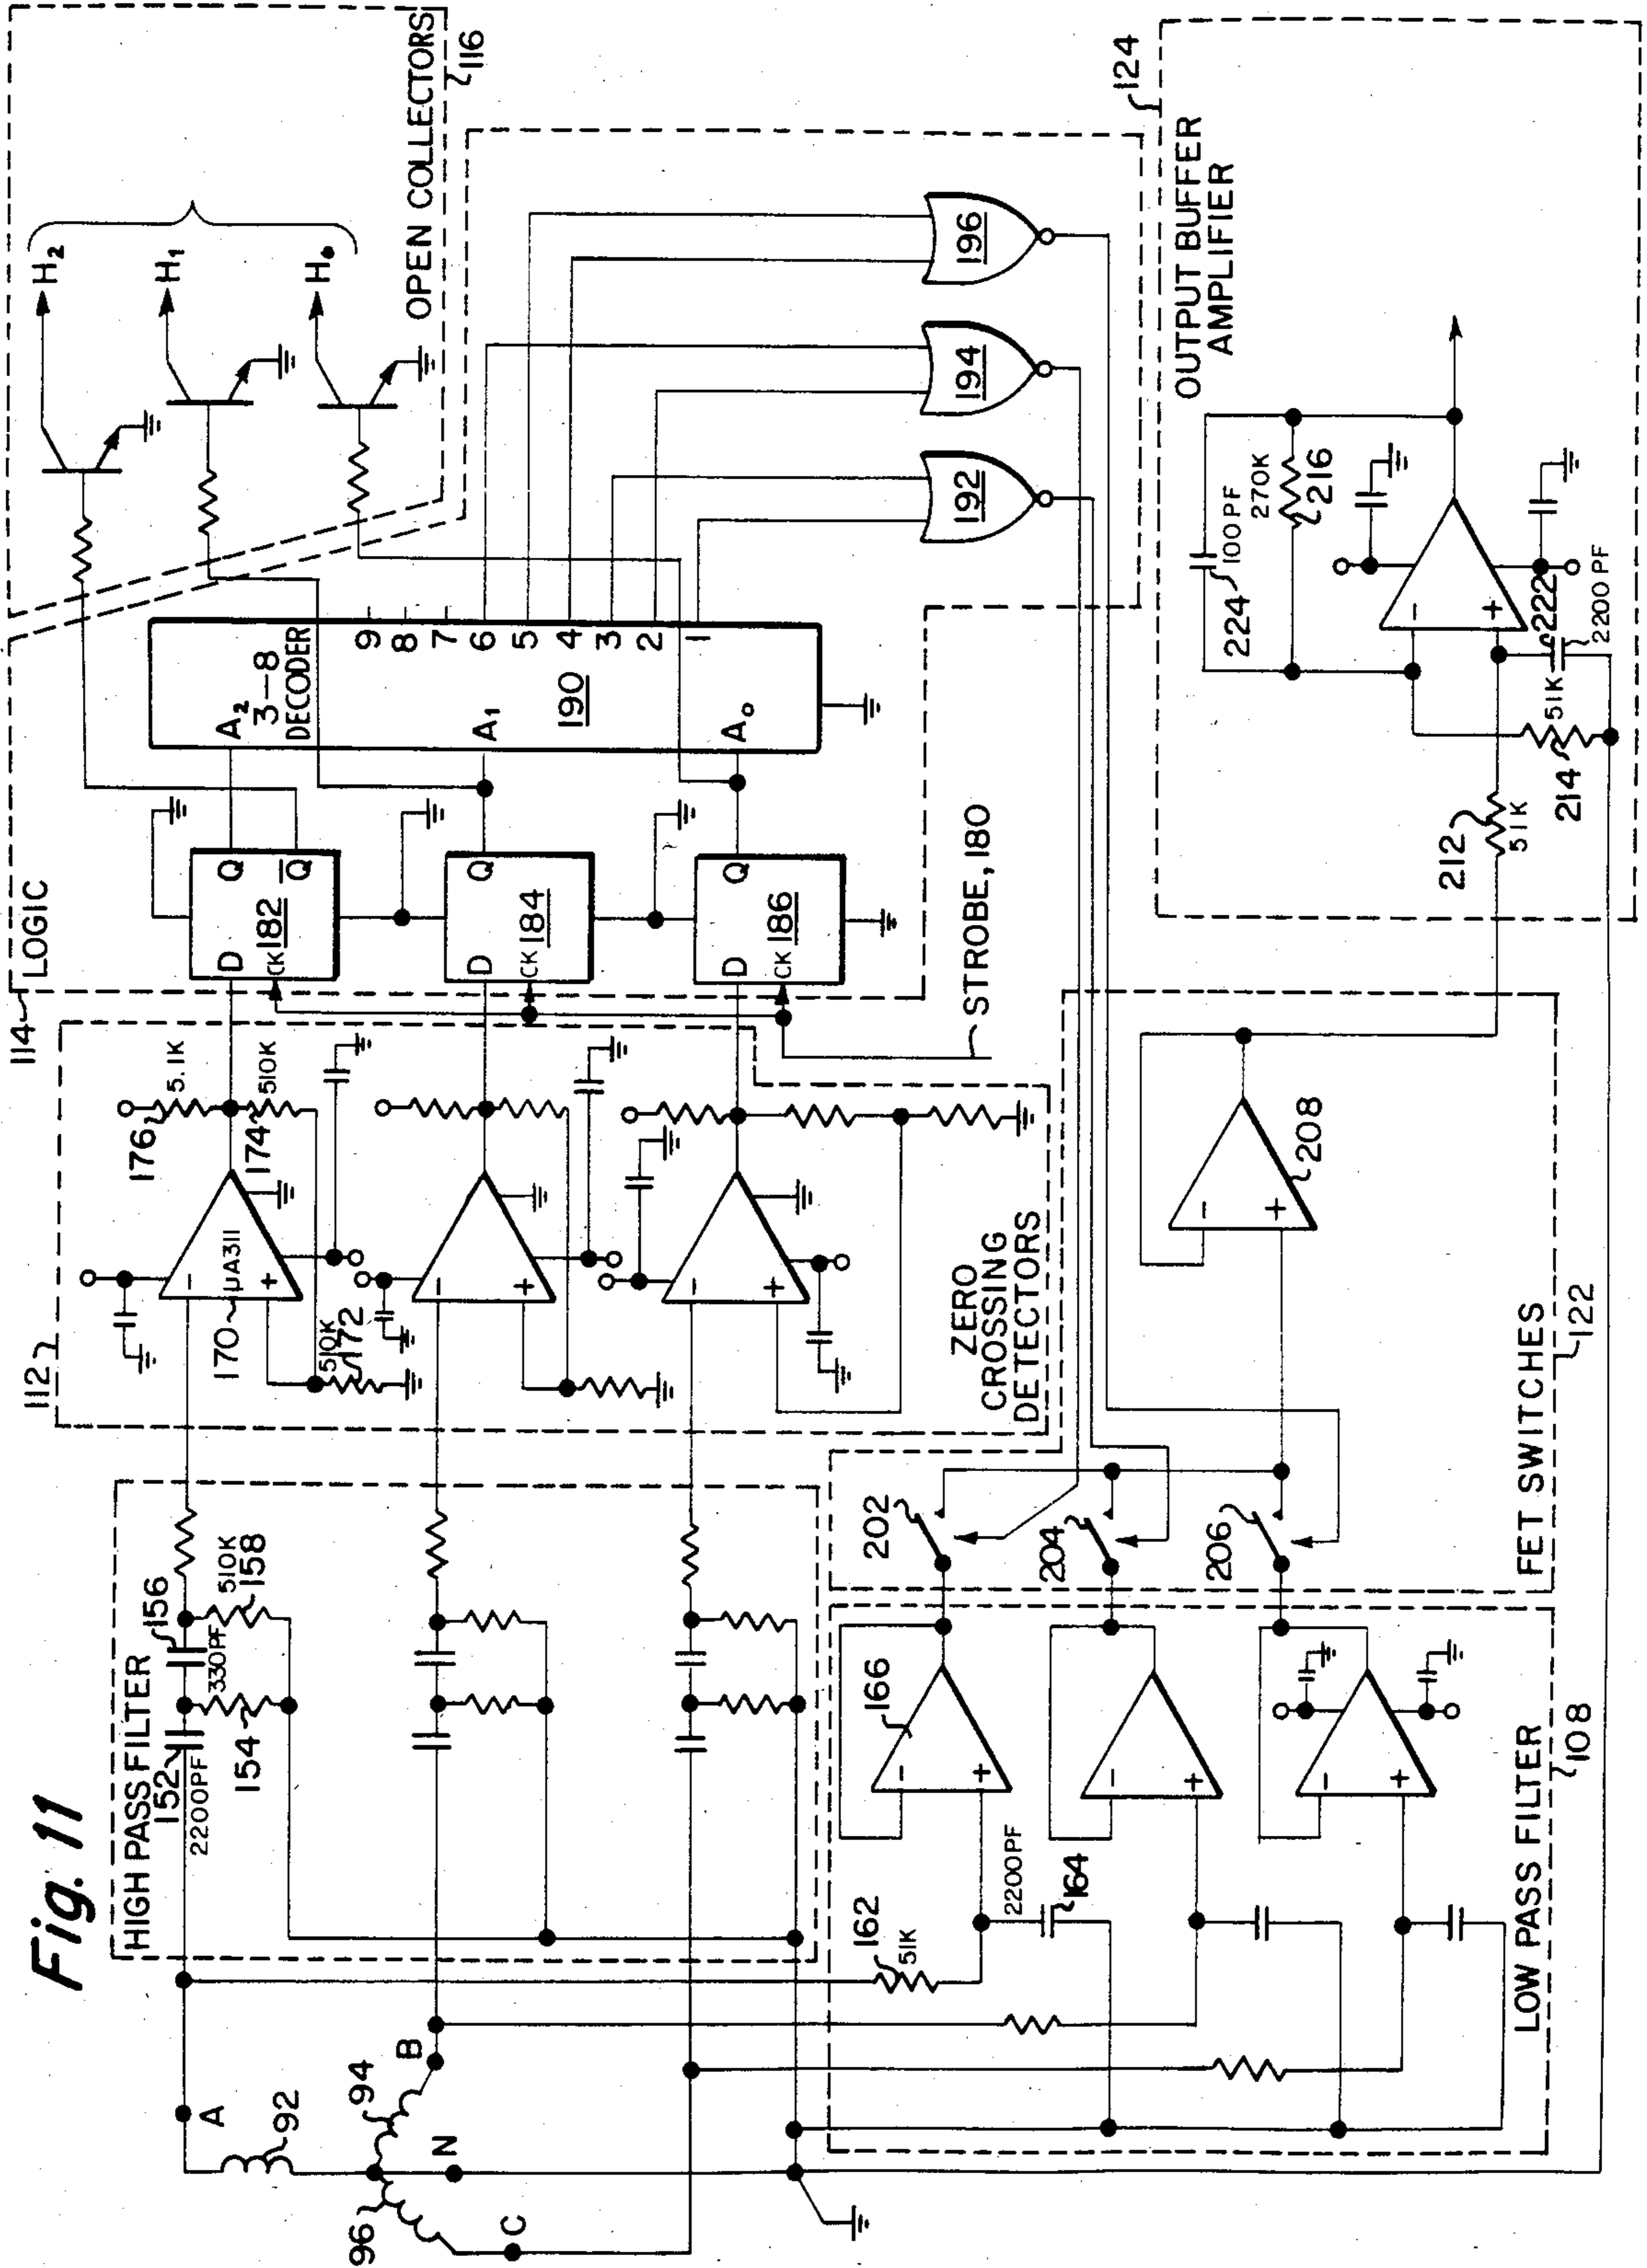 Fig. 11
HIGH PASS FILTER
152
2200PF
154
156
330PF
510K
158
A
92
94
B
N
96
C
112
170
µA311
-
+
176
5.1K
174
510K
510K
172
-
+
-
+
ZERO
CROSSING
DETECTORS
114
LOGIC
D
Q
Q
CK
182
D
Q
CK
184
D
Q
CK
186
STROBE, 180
A2
3-8
DECODER
A1
190
A0
9
8
7
6
5
4
3
2
1
H2
H1
H0
OPEN COLLECTORS
116
192
194
196
162
51K
2200PF
164
166
-
+
-
+
-
+
LOW PASS FILTER
108
202
204
206
-
+
208
FET SWITCHES
122
124
OUTPUT BUFFER
AMPLIFIER
212
51K
214
51K
224
100PF
270K
216
-
+
222
2200PF